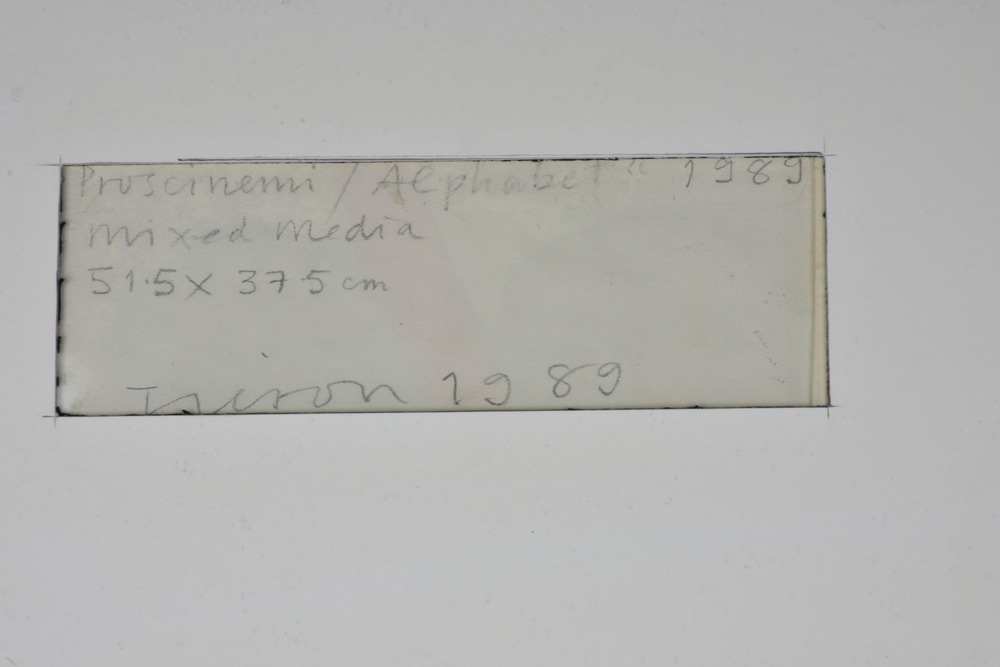 Proscinemi / Alphabet" 1989
mixed media
51.5 x 37.5 cm
1989